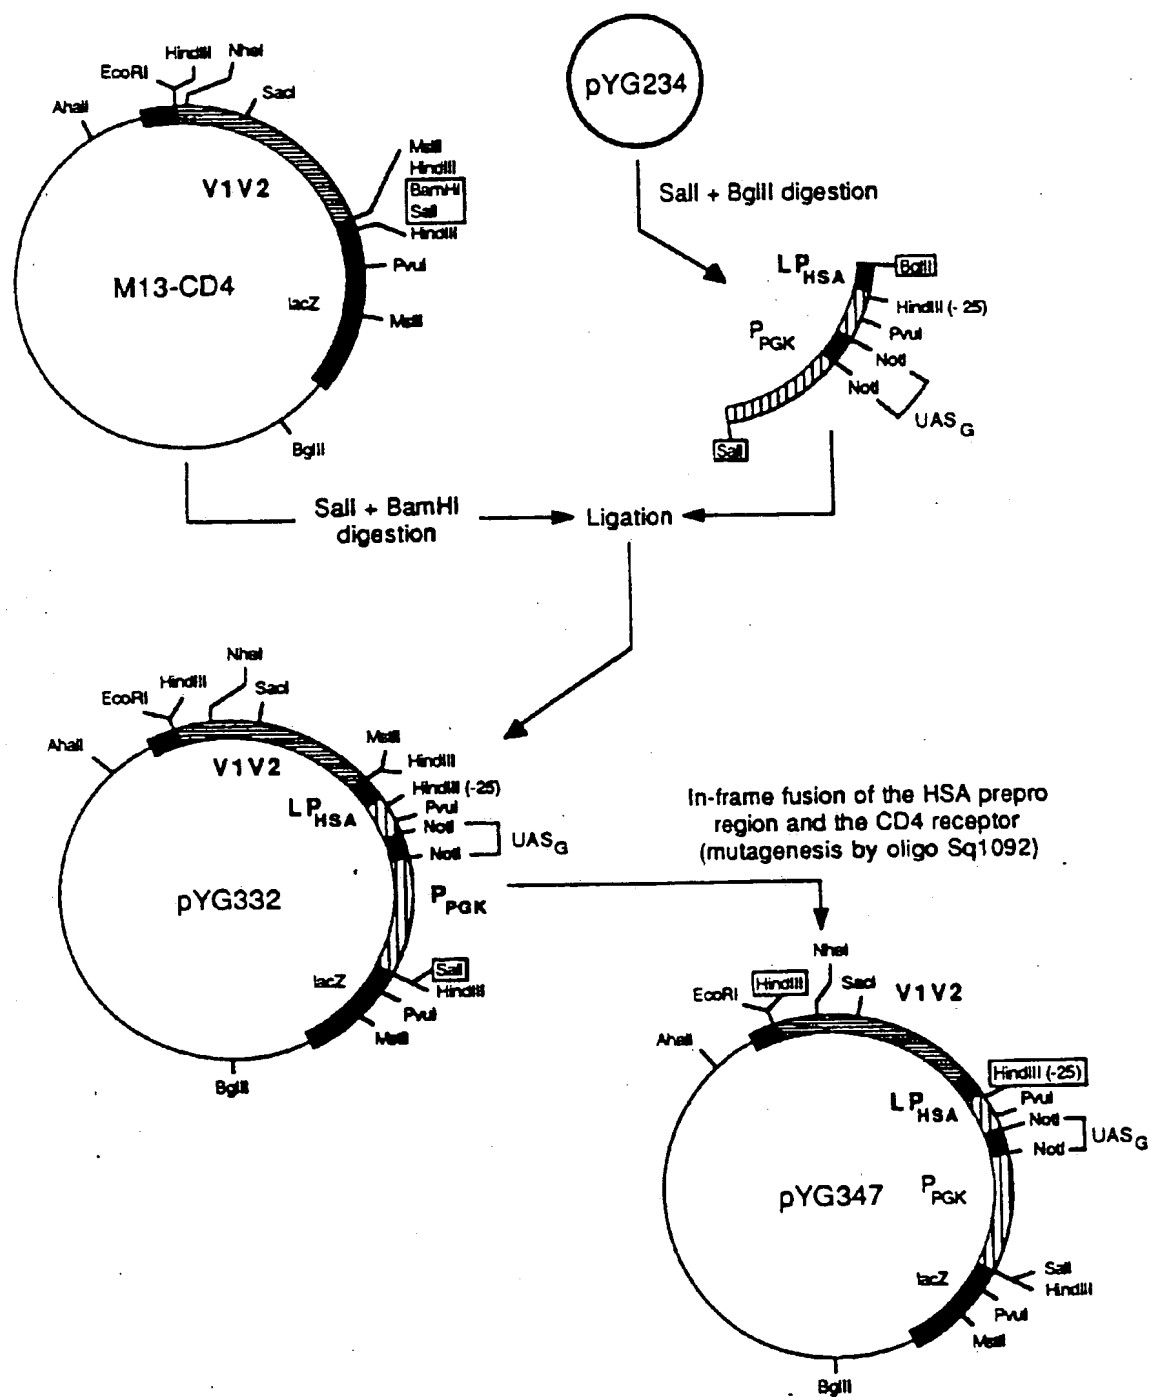 HindIII
NheI
EcoRI
SacI
AhaII
MstII
HindIII
BamHI
SalI
HindIII
V1V2
PvuI
M13-CD4
lacZ
MstII
BglII
pYG234
SalI + BglII digestion
LP HSA
BglII
HindIII (- 25)
PvuI
P PGK
NotI
NotI
UAS G
SalI
SalI + BamHI
digestion
Ligation
NheI
HindIII
SacI
EcoRI
AhaII
MstII
HindIII
V1V2
HindIII (-25)
LP HSA
PvuI
NotI
UAS G
NotI
pYG332
P PGK
SalI
lacZ
HindIII
PvuI
MstII
BglII
In-frame fusion of the HSA prepro
region and the CD4 receptor
(mutagenesis by oligo Sq1092)
NheI
HindIII
SacI
EcoRI
V1V2
AhaII
HindIII (-25)
LP HSA
PvuI
NotI
UAS G
NotI
pYG347
P PGK
SalI
lacZ
HindIII
PvuI
MstII
BglII